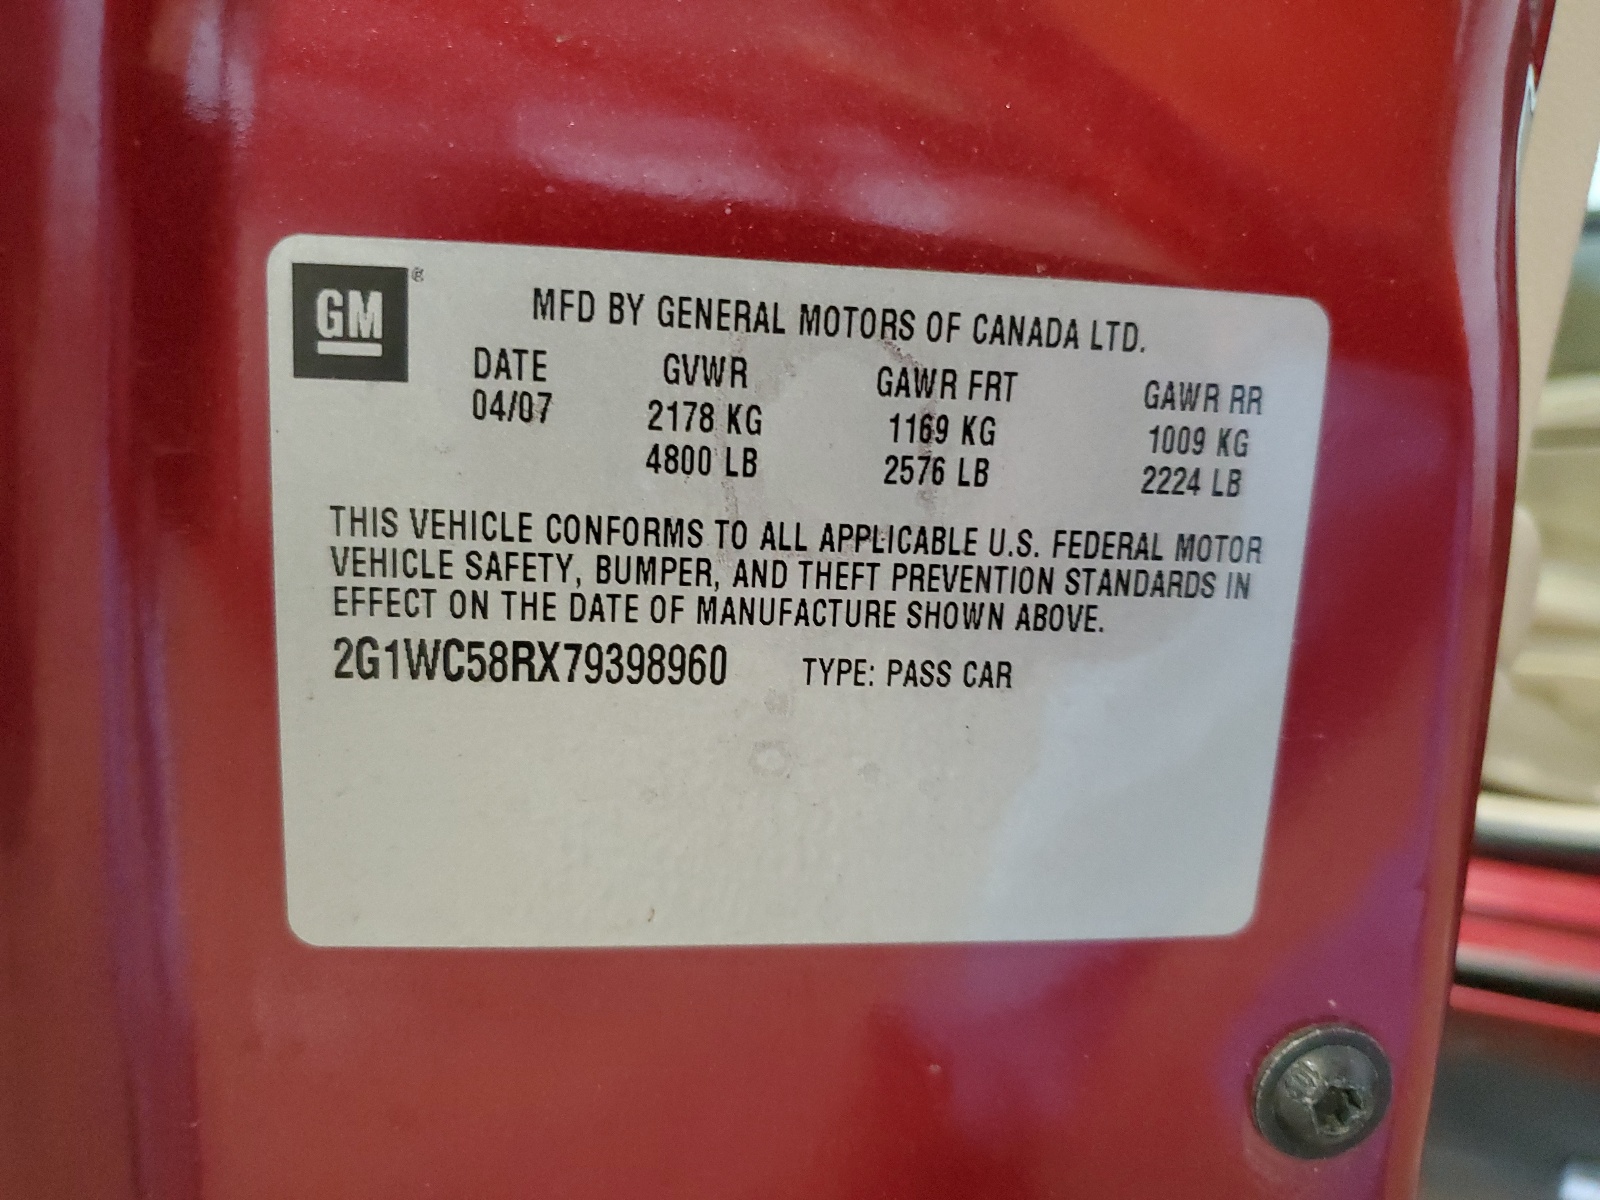 GM ®
MFD BY GENERAL MOTORS OF CANADA LTD.
DATE GVWR GAWR FRT GAWR RR
04/07 2178 KG 1169 KG 1009 KG
4800 LB 2576 LB 2224 LB
THIS VEHICLE CONFORMS TO ALL APPLICABLE U.S. FEDERAL MOTOR
VEHICLE SAFETY, BUMPER, AND THEFT PREVENTION STANDARDS IN
EFFECT ON THE DATE OF MANUFACTURE SHOWN ABOVE.
2G1WC58RX79398960 TYPE: PASS CAR